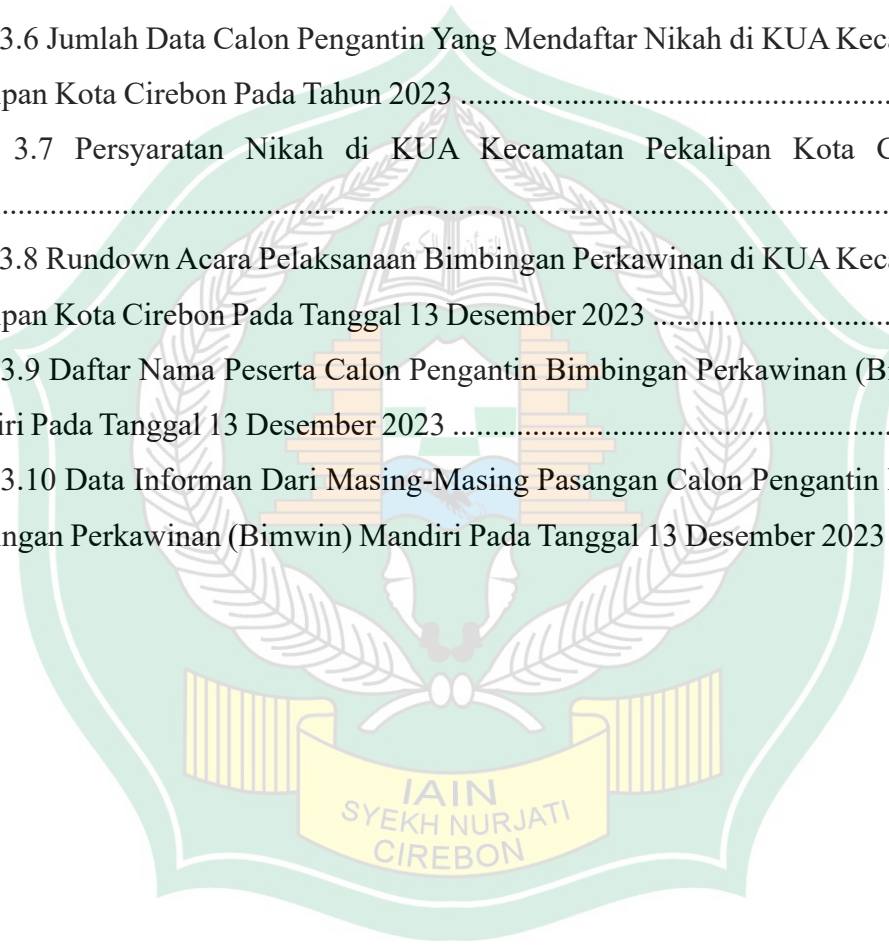 3.6 Jumlah Data Calon Pengantin Yang Mendaftar Nikah di KUA Keca
pan Kota Cirebon Pada Tahun 2023 ....................................................
3.7 Persyaratan Nikah di KUA Kecamatan Pekalipan Kota C
....................................................................................................
3.8 Rundown Acara Pelaksanaan Bimbingan Perkawinan di KUA Keca
pan Kota Cirebon Pada Tanggal 13 Desember 2023 .............................
3.9 Daftar Nama Peserta Calon Pengantin Bimbingan Perkawinan (Bi
iri Pada Tanggal 13 Desember 2023 ....................................................
3.10 Data Informan Dari Masing-Masing Pasangan Calon Pengantin
ngan Perkawinan (Bimwin) Mandiri Pada Tanggal 13 Desember 2023
IAIN
SYEKH NURJATI
CIREBON